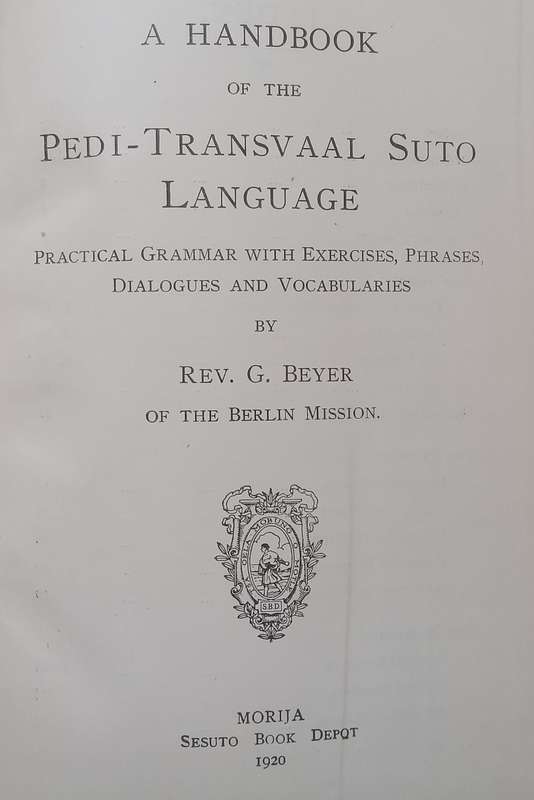 A HANDBOOK
OF THE
PEDI-TRANSVAAL SUTO
LANGUAGE
PRACTICAL GRAMMAR WITH EXERCISES, PHRASES,
DIALOGUES AND VOCABULARIES
BY
REV. G. BEYER
OF THE BERLIN MISSION.
S.B.D
MORIJA
SESUTO BOOK DEPOT
1920